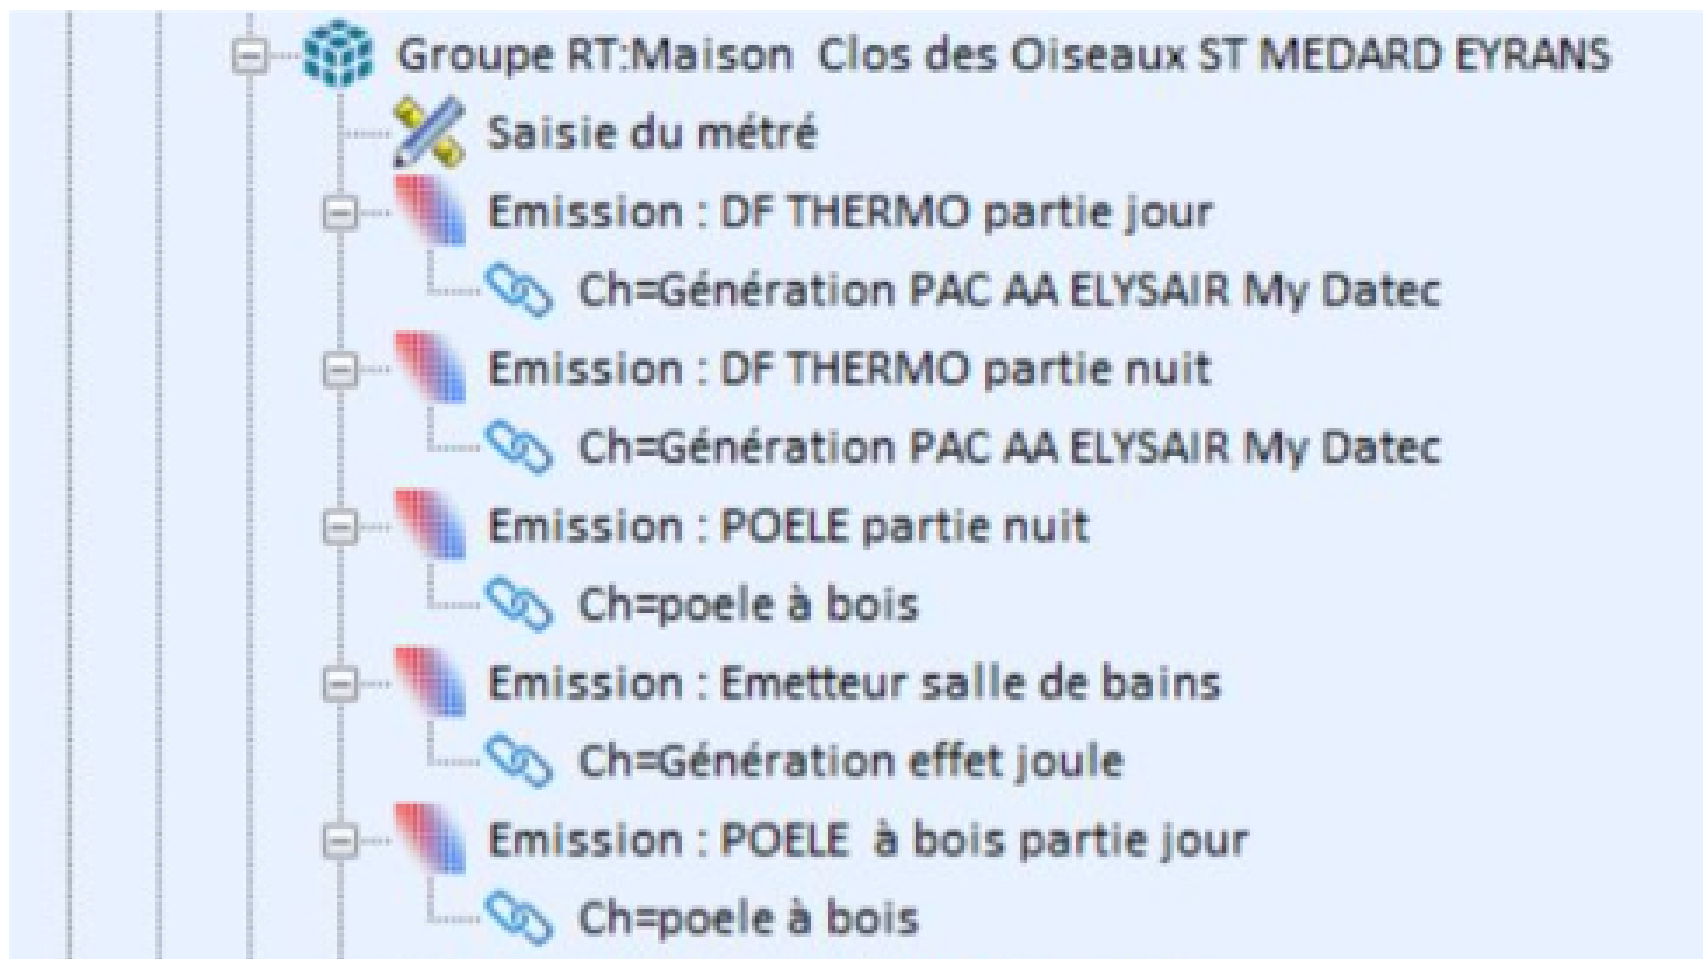 Groupe RT:Maison  Clos des Oiseaux ST MEDARD EYRANS
Saisie du métré
Emission : DF THERMO partie jour
Ch=Génération PAC AA ELYSAIR My Datec
Emission : DF THERMO partie nuit
Ch=Génération PAC AA ELYSAIR My Datec
Emission : POELE partie nuit
Ch=poele à bois
Emission : Emetteur salle de bains
Ch=Génération effet joule
Emission : POELE  à bois partie jour
Ch=poele à bois